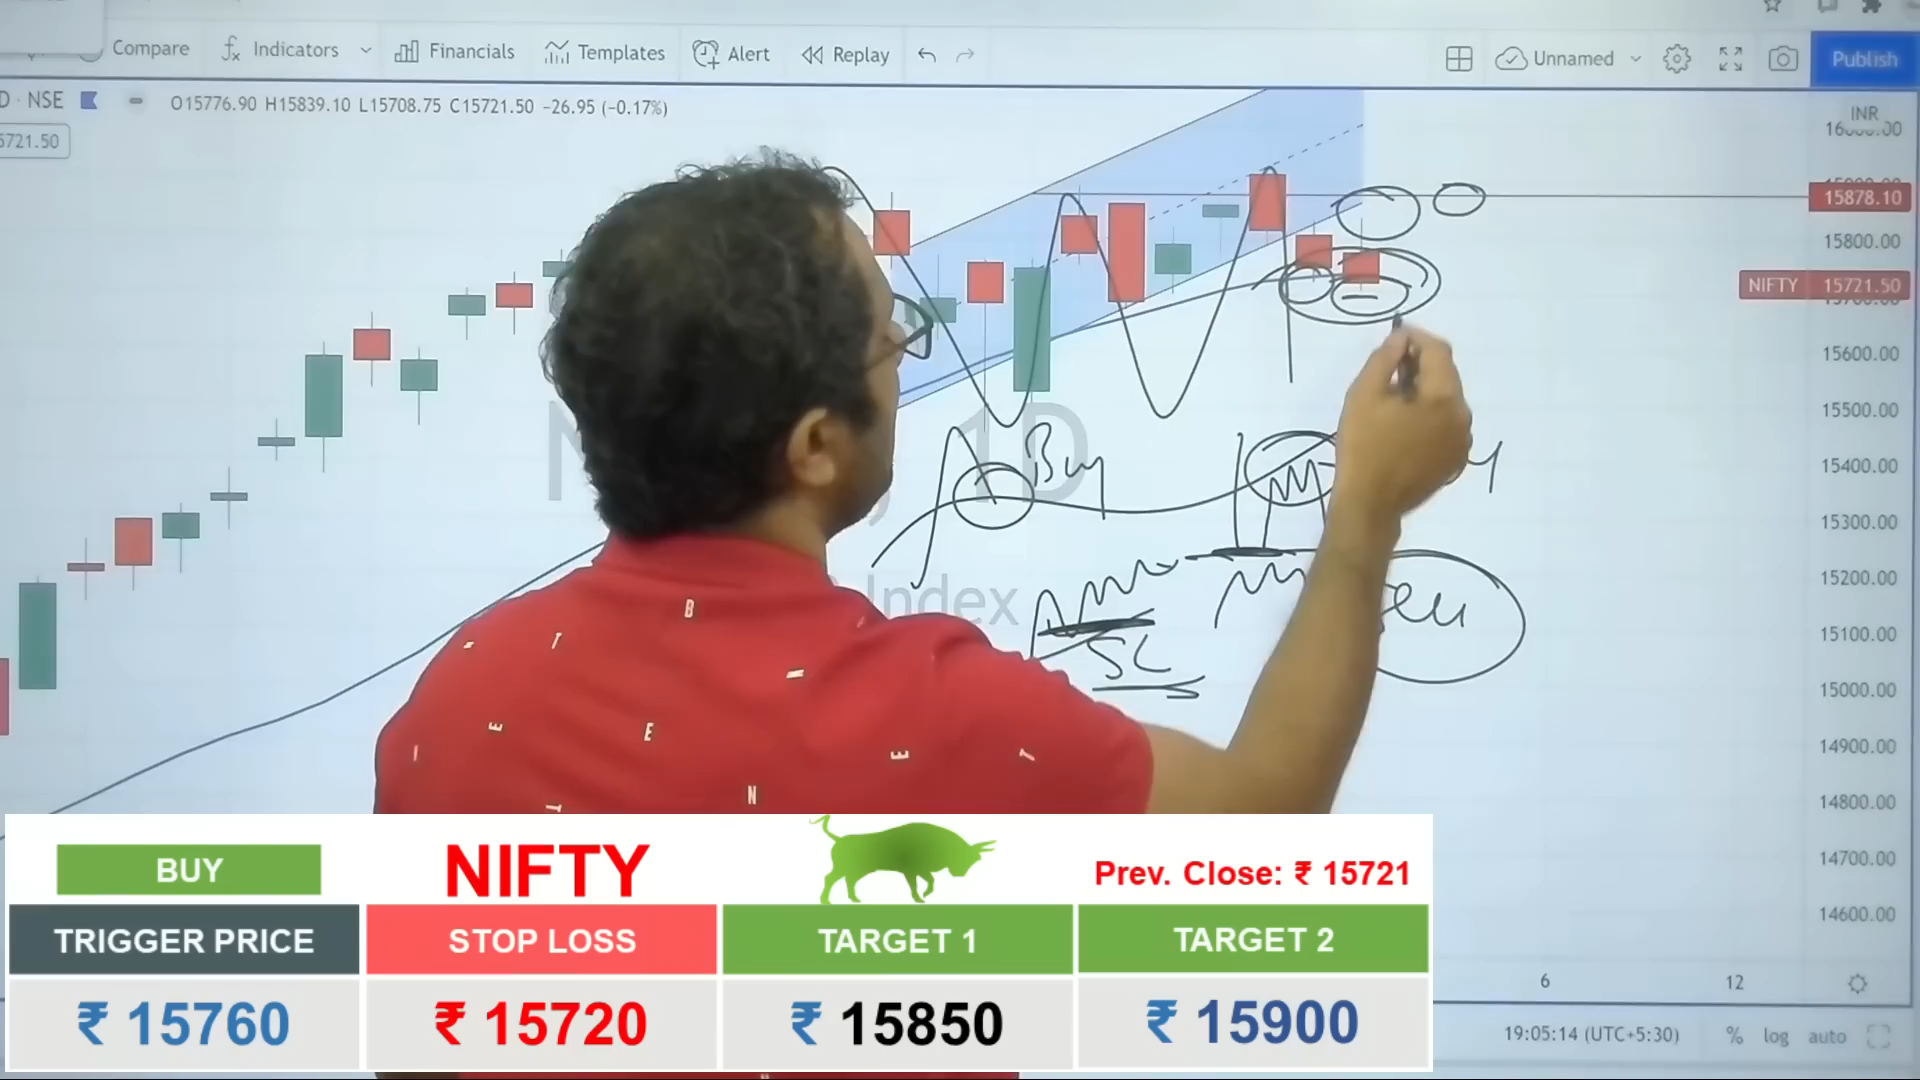 Compare Indicators Financials Templates Alert Replay Unnamed Publish
D · NSE O15776.90 H15839.10 L15708.75 C15721.50 −26.95 (−0.17%)
INR
5721.50
15878.10
15800.00
NIFTY 15721.50
15600.00
15500.00
15400.00
15300.00
15200.00
15100.00
15000.00
14900.00
14800.00
14700.00
14600.00
1D
Index
Buy
SL
6 12
19:05:14 (UTC+5:30) % log auto
B
T
E
E
E
T
N
I
T
BUY NIFTY Prev. Close: ₹ 15721
TRIGGER PRICE STOP LOSS TARGET 1 TARGET 2
₹ 15760 ₹ 15720 ₹ 15850 ₹ 15900